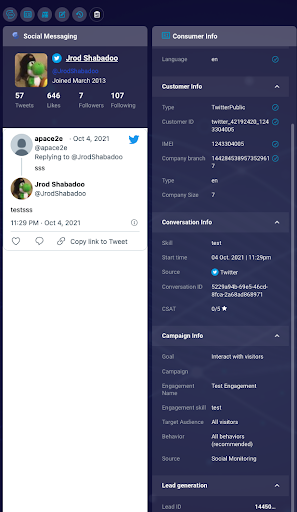 Social Messaging
Jrod Shabadoo
@JrodShabadoo
Joined March 2013
57
646
7
107
Tweets
Likes
Followers
Following
apace2e · Oct 4, 2021
@apace2e
Replying to @JrodShabadoo
sss
Jrod Shabadoo
@JrodShabadoo
testsss
11:29 PM · Oct 4, 2021
Copy link to Tweet
Consumer Info
Language
en
Customer Info
Type
TwitterPublic
Customer ID
twitter_42192420_124
3304005
IMEI
1243304005
Company branch
144284538957352961
7
Type
en
Company Size
7
Conversation Info
Skill
test
Start time
04 Oct. 2021 | 11:29pm
Source
Twitter
Conversation ID
5229a94b-69e5-46cd-
8fca-2a68ad868971
CSAT
0/5
Campaign Info
Goal
Interact with visitors
Campaign
Engagement
Name
Test Engagement
Engagement skill
test
Target Audience
All visitors
Behavior
All behaviors
(recommended)
Source
Social Monitoring
Lead generation
Lead ID
14450...